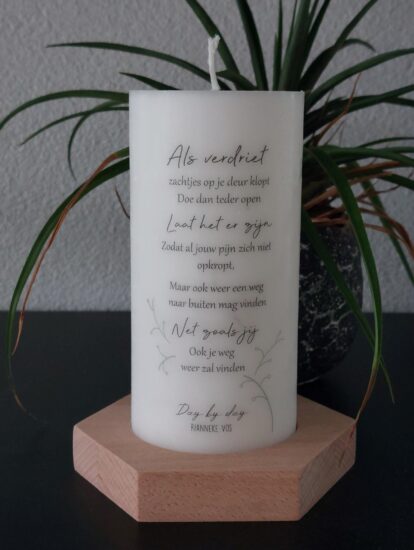 Als verdriet
zachtjes op je deur klopt
Doe dan teder open
Laat het er zijn
Zodat al jouw pijn zich niet
opkropt,
Maar ook weer een weg
naar buiten mag vinden
Net zoals jij
Ook je weg
weer zal vinden
Day by day
RIANNEKE VOS